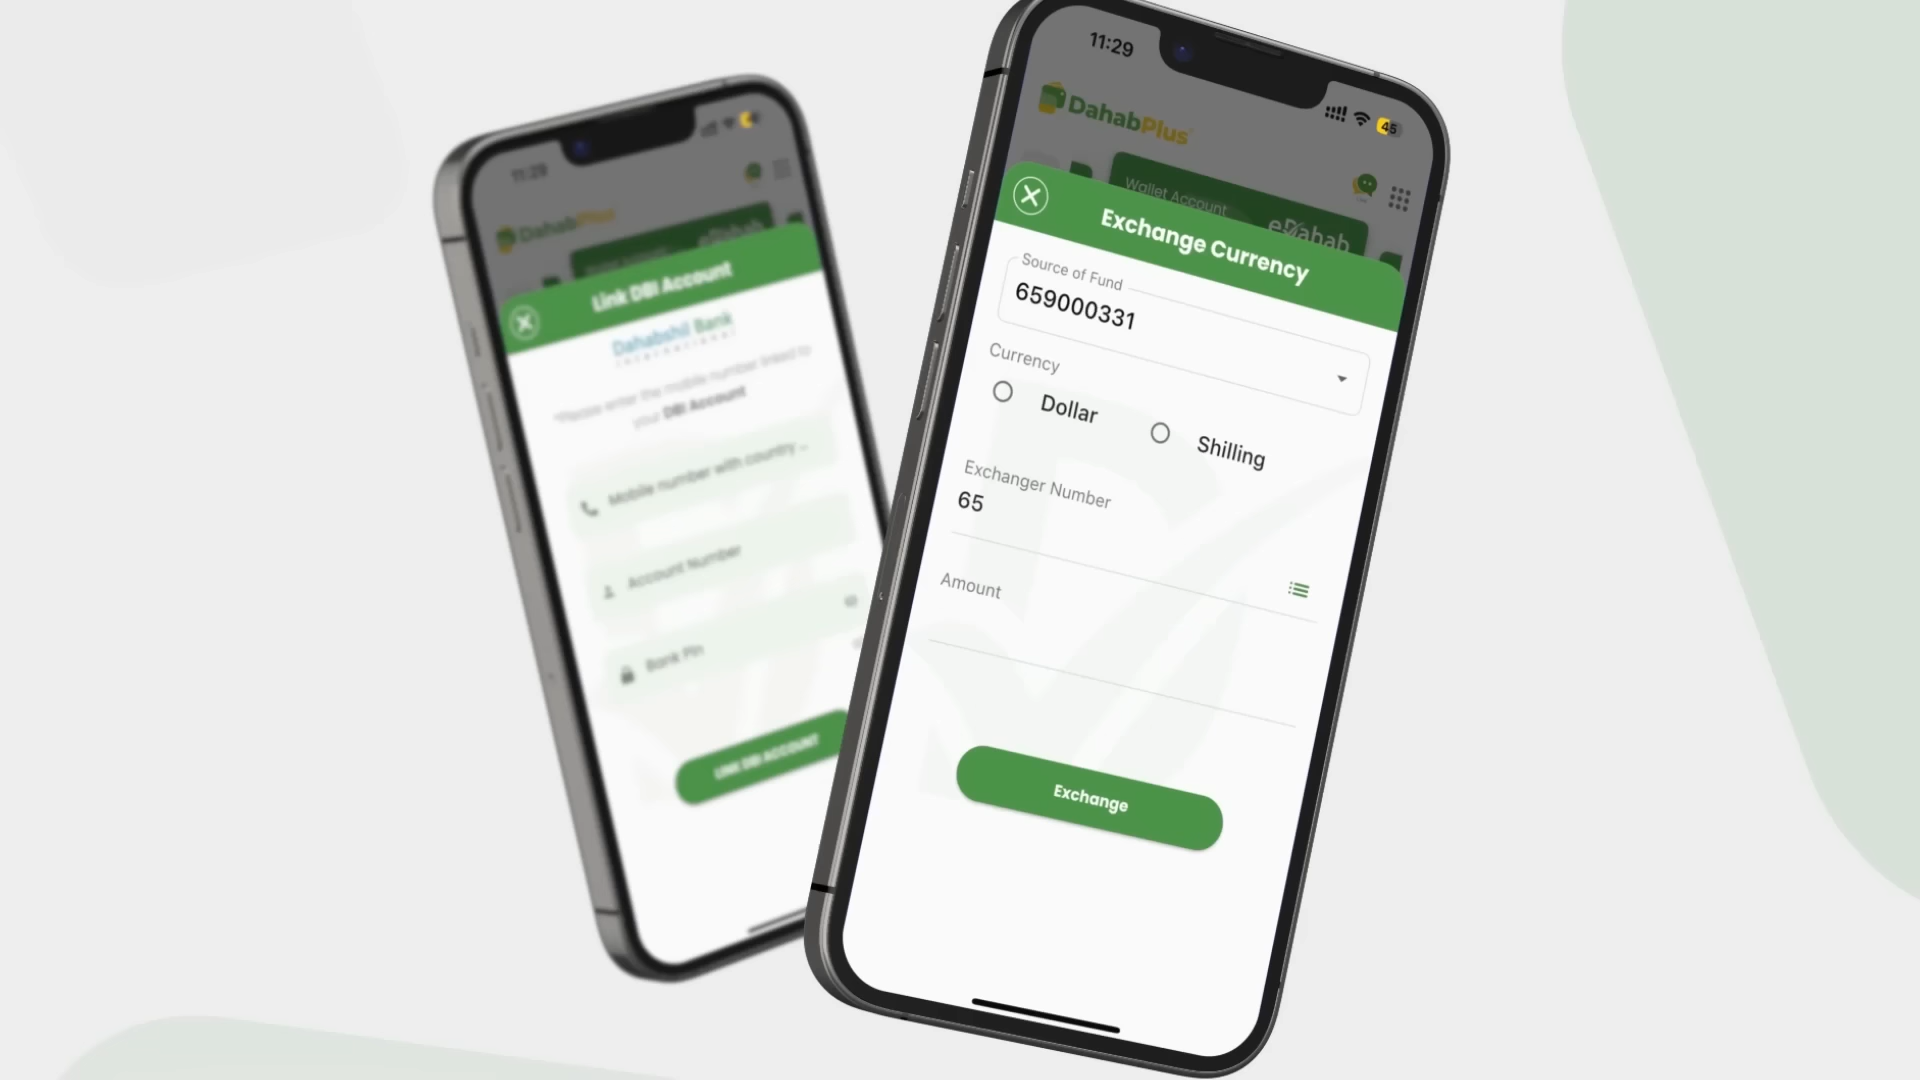 11:29
DahabPlus
Link DBI Account
Dahabshil Bank
International
*Please enter the mobile number linked to
your DBI Account
Mobile number with country ...
Account Number
Bank Pin
LINK DBI ACCOUNT
11:29
45
DahabPlus
Wallet Account
eDahab
Exchange Currency
Source of Fund
659000331
Currency
Dollar
Shilling
Exchanger Number
65
Amount
Exchange